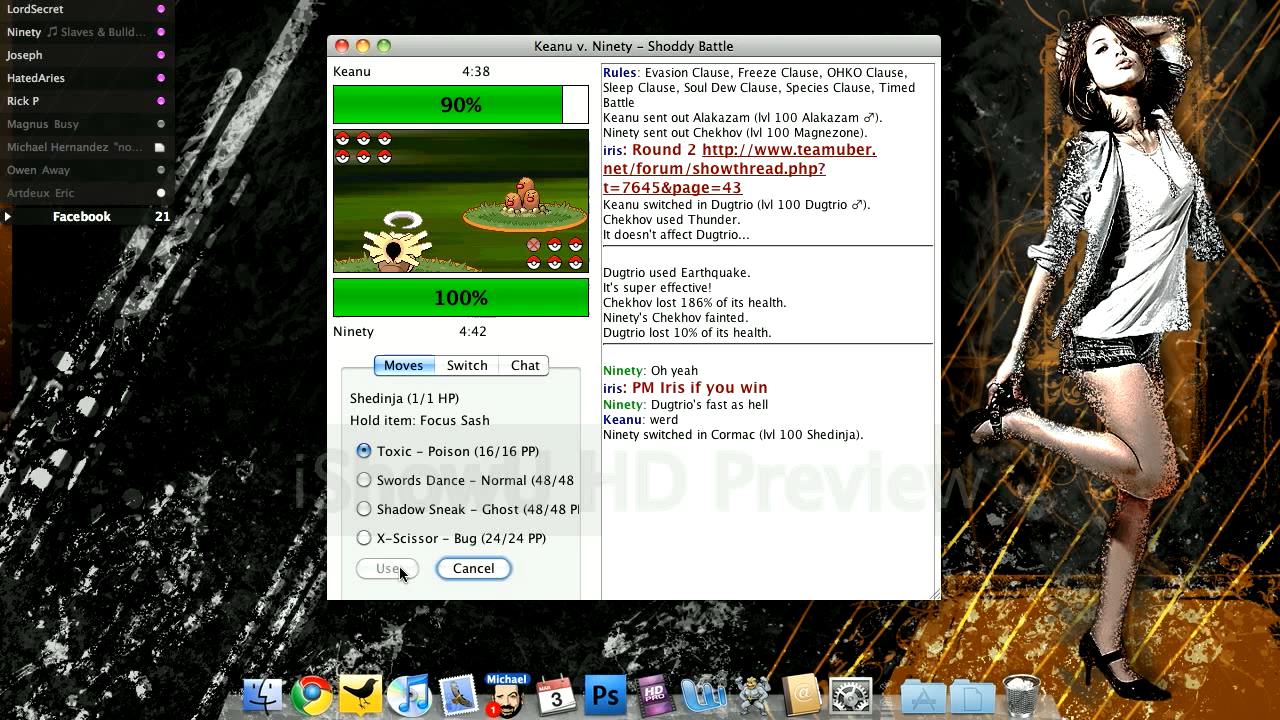 LordSecret
Ninety ♫ Slaves & Bulld...
Joseph
HatedAries
Rick P
Magnus Busy
Michael Hernandez "no...
Owen Away
Artdeux Eric
Facebook 21
Keanu v. Ninety – Shoddy Battle
Keanu 4:38
90%
100%
Ninety 4:42
Moves Switch Chat
Shedinja (1/1 HP)
Hold item: Focus Sash
Toxic – Poison (16/16 PP)
Swords Dance – Normal (48/48
Shadow Sneak – Ghost (48/48 P
X-Scissor – Bug (24/24 PP)
Use Cancel
Rules: Evasion Clause, Freeze Clause, OHKO Clause,
Sleep Clause, Soul Dew Clause, Species Clause, Timed
Battle
Keanu sent out Alakazam (lvl 100 Alakazam ♂).
Ninety sent out Chekhov (lvl 100 Magnezone).
iris: Round 2 http://www.teamuber.
net/forum/showthread.php?
t=7645&page=43
Keanu switched in Dugtrio (lvl 100 Dugtrio ♂).
Chekhov used Thunder.
It doesn't affect Dugtrio...
Dugtrio used Earthquake.
It's super effective!
Chekhov lost 186% of its health.
Ninety's Chekhov fainted.
Dugtrio lost 10% of its health.
Ninety: Oh yeah
iris: PM Iris if you win
Ninety: Dugtrio's fast as hell
Keanu: werd
Ninety switched in Cormac (lvl 100 Shedinja).
iShowU HD Preview
Michael
1
MAR
3
Ps
HD
PRO